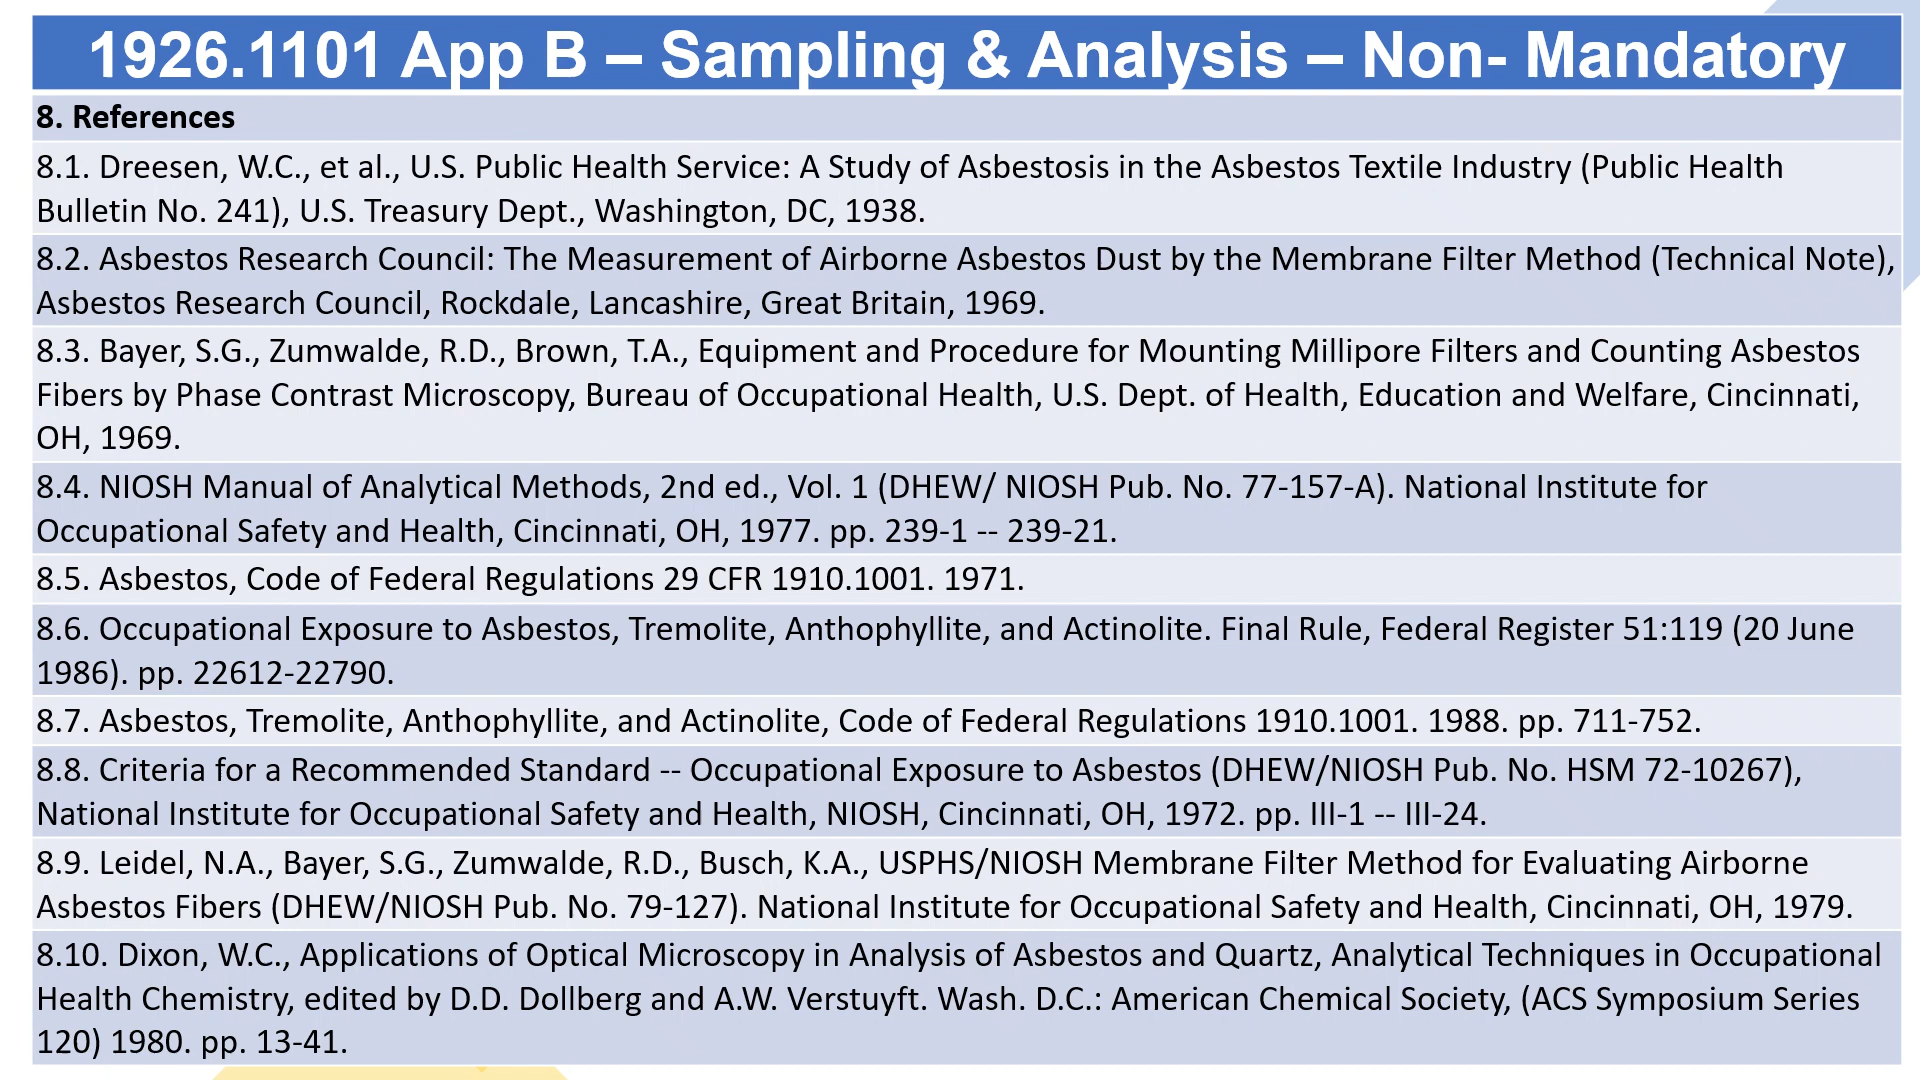 1926.1101 App B – Sampling & Analysis – Non- Mandatory
8. References
8.1. Dreesen, W.C., et al., U.S. Public Health Service: A Study of Asbestosis in the Asbestos Textile Industry (Public Health
Bulletin No. 241), U.S. Treasury Dept., Washington, DC, 1938.
8.2. Asbestos Research Council: The Measurement of Airborne Asbestos Dust by the Membrane Filter Method (Technical Note),
Asbestos Research Council, Rockdale, Lancashire, Great Britain, 1969.
8.3. Bayer, S.G., Zumwalde, R.D., Brown, T.A., Equipment and Procedure for Mounting Millipore Filters and Counting Asbestos
Fibers by Phase Contrast Microscopy, Bureau of Occupational Health, U.S. Dept. of Health, Education and Welfare, Cincinnati,
OH, 1969.
8.4. NIOSH Manual of Analytical Methods, 2nd ed., Vol. 1 (DHEW/ NIOSH Pub. No. 77-157-A). National Institute for
Occupational Safety and Health, Cincinnati, OH, 1977. pp. 239-1 -- 239-21.
8.5. Asbestos, Code of Federal Regulations 29 CFR 1910.1001. 1971.
8.6. Occupational Exposure to Asbestos, Tremolite, Anthophyllite, and Actinolite. Final Rule, Federal Register 51:119 (20 June
1986). pp. 22612-22790.
8.7. Asbestos, Tremolite, Anthophyllite, and Actinolite, Code of Federal Regulations 1910.1001. 1988. pp. 711-752.
8.8. Criteria for a Recommended Standard -- Occupational Exposure to Asbestos (DHEW/NIOSH Pub. No. HSM 72-10267),
National Institute for Occupational Safety and Health, NIOSH, Cincinnati, OH, 1972. pp. III-1 -- III-24.
8.9. Leidel, N.A., Bayer, S.G., Zumwalde, R.D., Busch, K.A., USPHS/NIOSH Membrane Filter Method for Evaluating Airborne
Asbestos Fibers (DHEW/NIOSH Pub. No. 79-127). National Institute for Occupational Safety and Health, Cincinnati, OH, 1979.
8.10. Dixon, W.C., Applications of Optical Microscopy in Analysis of Asbestos and Quartz, Analytical Techniques in Occupational
Health Chemistry, edited by D.D. Dollberg and A.W. Verstuyft. Wash. D.C.: American Chemical Society, (ACS Symposium Series
120) 1980. pp. 13-41.